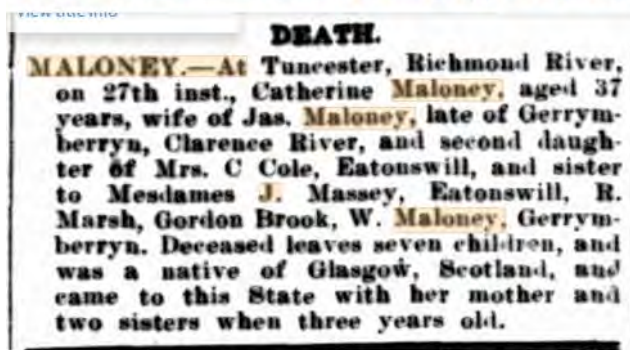 View title info
DEATH.
MALONEY.—At Tuncester, Richmond River,
on 27th inst., Catherine Maloney, aged 37
years, wife of Jas. Maloney, late of Gerrym-
berryn, Clarence River, and second daugh-
ter of Mrs. C Cole, Eatonswill, and sister
to Mesdames J. Massey, Eatonswill, R.
Marsh, Gordon Brook, W. Maloney, Gerrym-
berryn. Deceased leaves seven children, and
was a native of Glasgow, Scotland, and
came to this State with her mother and
two sisters when three years old.